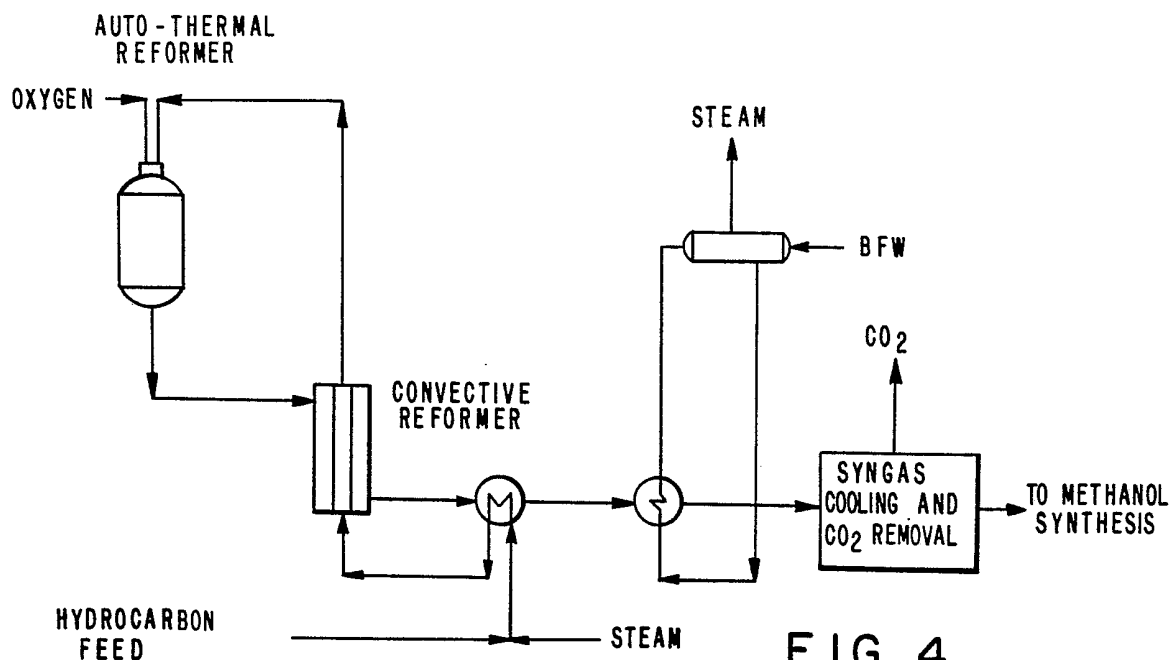 AUTO-THERMAL
REFORMER
OXYGEN
STEAM
BFW
CO2
CONVECTIVE
REFORMER
SYNGAS
COOLING AND
CO2 REMOVAL
TO METHANOL
SYNTHESIS
HYDROCARBON
FEED
STEAM
FIG 4